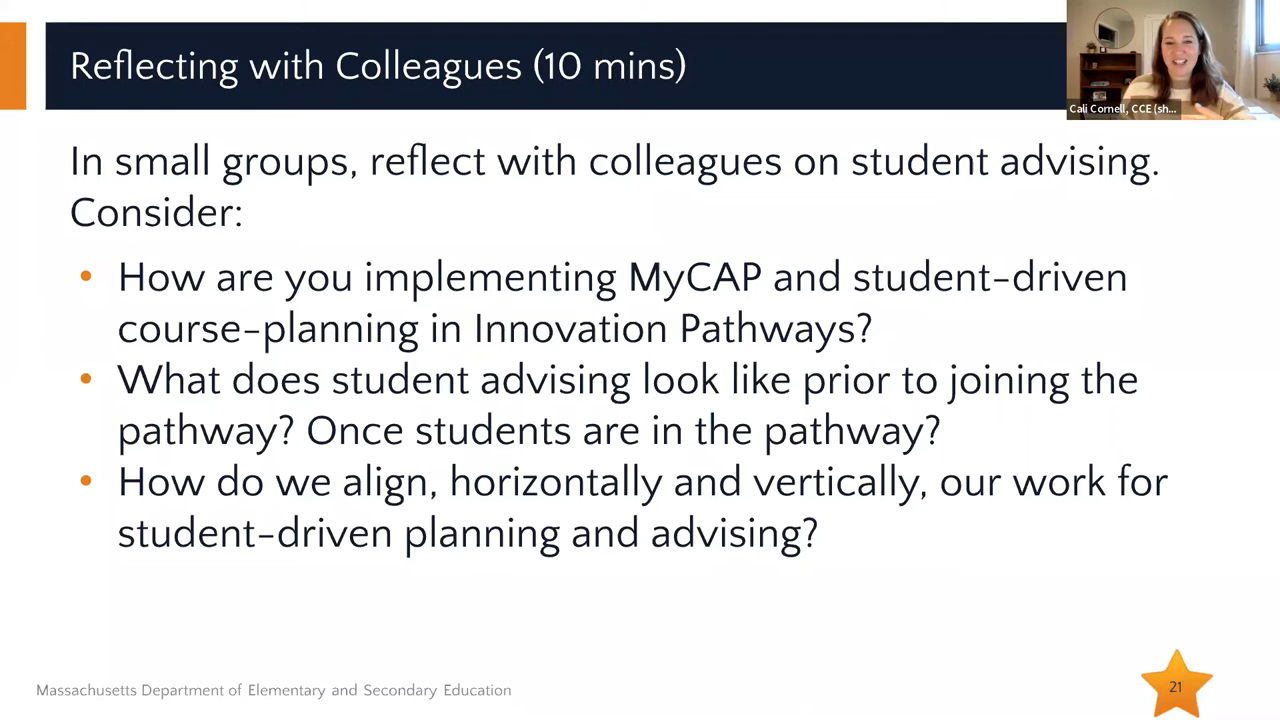 Reflecting with Colleagues (10 mins)
Cali Cornell, CCE (sh...
In small groups, reflect with colleagues on student advising.
Consider:
• How are you implementing MyCAP and student-driven
course-planning in Innovation Pathways?
• What does student advising look like prior to joining the
pathway? Once students are in the pathway?
• How do we align, horizontally and vertically, our work for
student-driven planning and advising?
Massachusetts Department of Elementary and Secondary Education
21